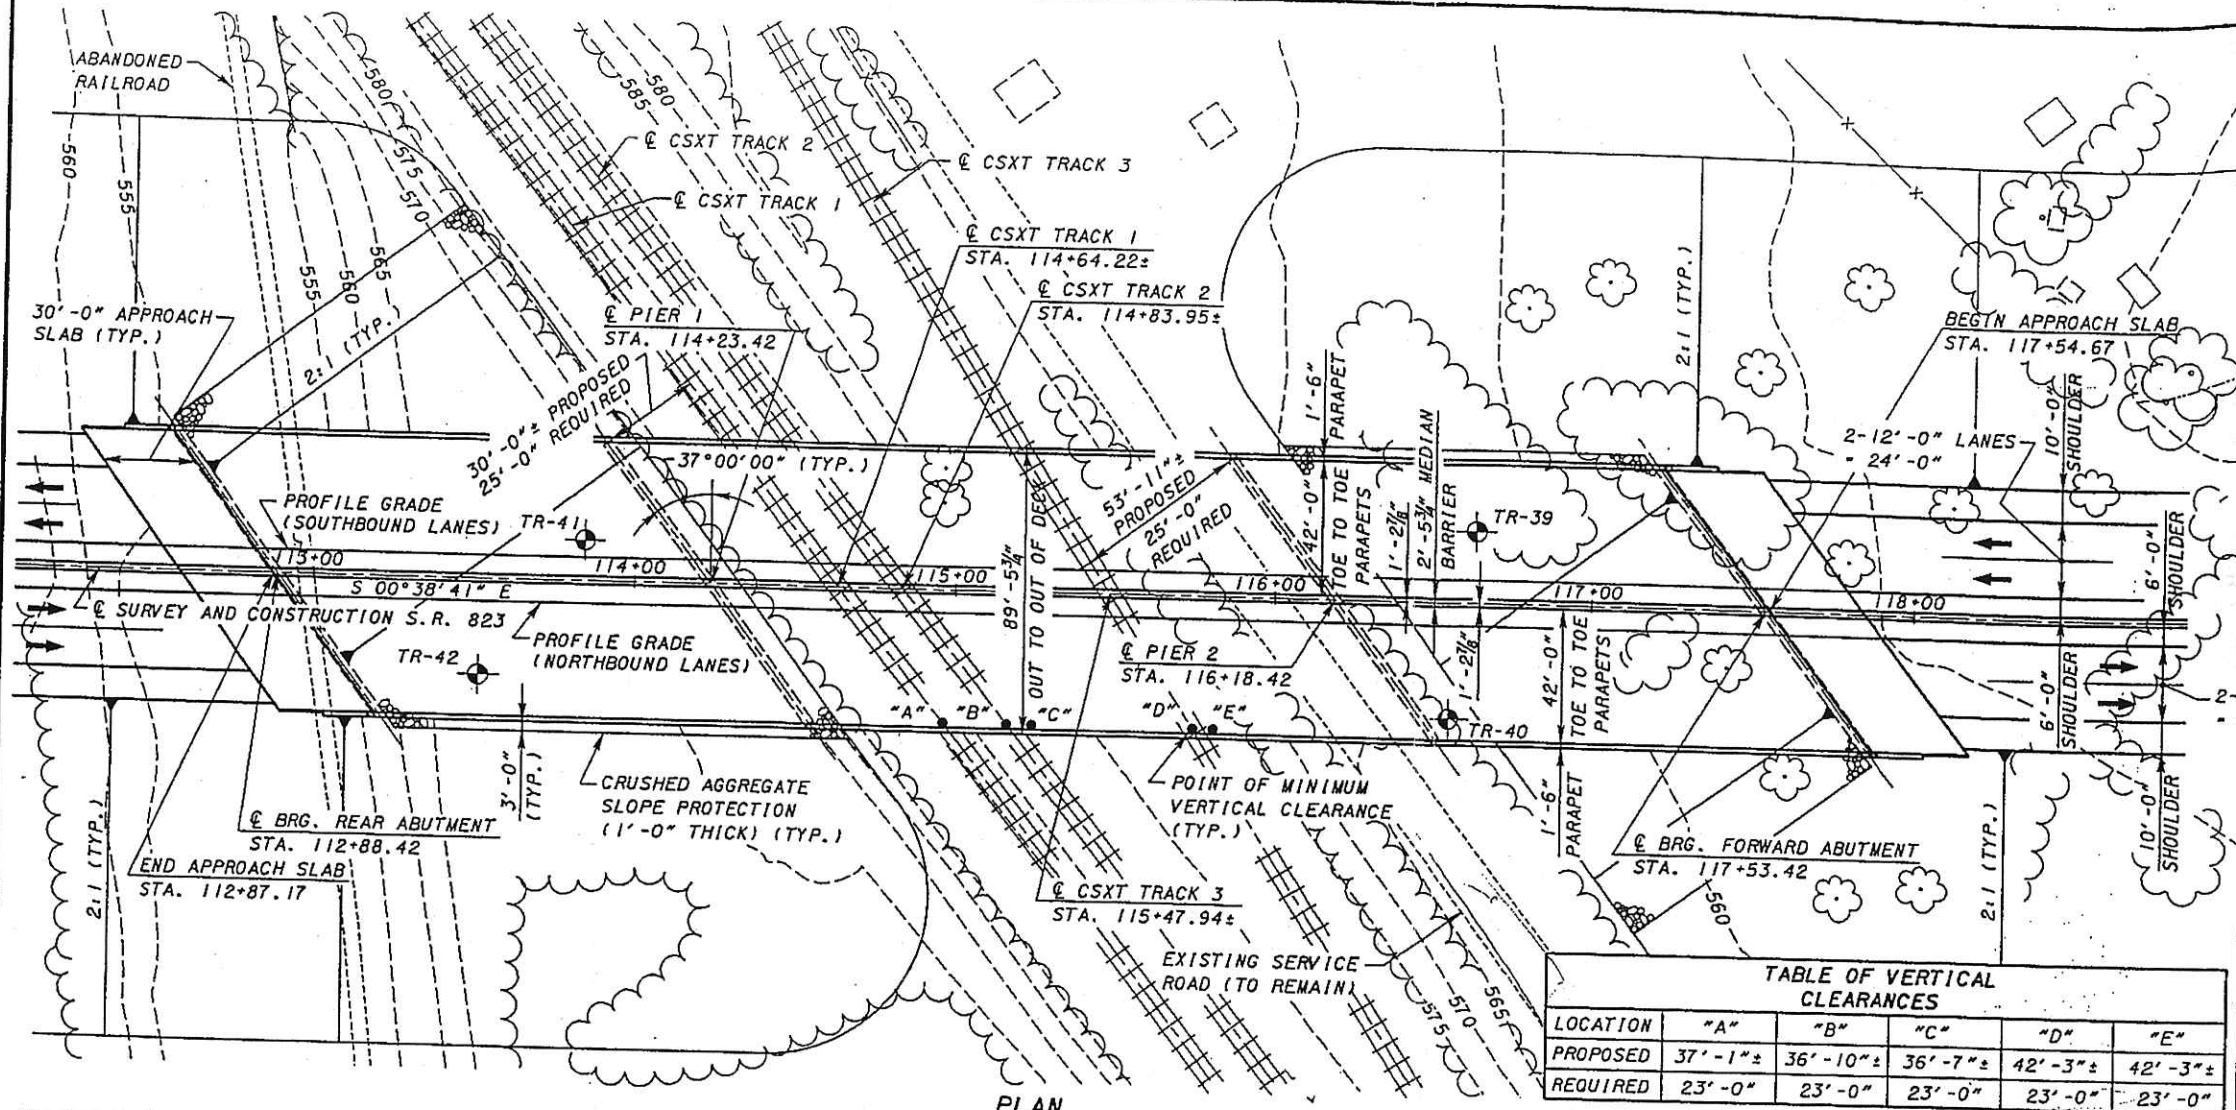 ABANDONED
RAILROAD
580
585
580
℄ CSXT TRACK 2
℄ CSXT TRACK 3
℄ CSXT TRACK 1
560
555
575
570
555
560
565
℄ CSXT TRACK 1
STA. 114+64.22±
℄ CSXT TRACK 2
STA. 114+83.95±
30'-0" APPROACH
SLAB (TYP.)
2:1 (TYP.)
℄ PIER 1
STA. 114+23.42
30'-0"± PROPOSED
25'-0" REQUIRED
37°00'00" (TYP.)
1'-6"
PARAPET
2:1 (TYP.)
BEGIN APPROACH SLAB
STA. 117+54.67
2-12'-0" LANES
= 24'-0"
10'-0"
SHOULDER
53'-11"±
PROPOSED
25'-0"
REQUIRED
42'-0"
TOE TO TOE
PARAPETS
1'-2⅞"
2'-5¾" MEDIAN
BARRIER
TR-39
PROFILE GRADE
(SOUTHBOUND LANES)
TR-41
113+00
114+00
115+00
116+00
117+00
118+00
S 00°38'41" E
℄ SURVEY AND CONSTRUCTION S.R. 823
PROFILE GRADE
(NORTHBOUND LANES)
TR-42
89'-5¾"
OUT TO OUT OF DECK
6'-0"
SHOULDER
℄ PIER 2
STA. 116+18.42
1'-2⅞"
42'-0"
TOE TO TOE
PARAPETS
6'-0"
SHOULDER
2-
"A"
"B"
"C"
"D"
"E"
TR-40
3'-0"
(TYP.)
CRUSHED AGGREGATE
SLOPE PROTECTION
(1'-0" THICK) (TYP.)
POINT OF MINIMUM
VERTICAL CLEARANCE
(TYP.)
1'-6"
PARAPET
10'-0"
SHOULDER
2:1 (TYP.)
℄ BRG. REAR ABUTMENT
STA. 112+88.42
END APPROACH SLAB
STA. 112+87.17
℄ BRG. FORWARD ABUTMENT
STA. 117+53.42
2:1 (TYP.)
℄ CSXT TRACK 3
STA. 115+47.94±
560
EXISTING SERVICE
ROAD (TO REMAIN)
575
570
565
TABLE OF VERTICAL
CLEARANCES
LOCATION "A" "B" "C" "D" "E"
PROPOSED 37'-1"± 36'-10"± 36'-7"± 42'-3"± 42'-3"±
REQUIRED 23'-0" 23'-0" 23'-0" 23'-0" 23'-0"
PLAN